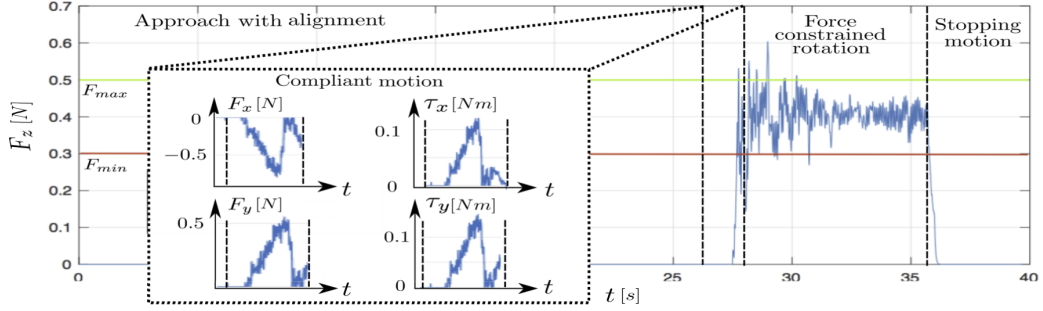 0.7
Approach with alignment
Force
constrained
rotation
Stopping
motion
0.6
0.5
F_max
0.4
F_z [N]
0.3
F_min
0.2
0.1
0
Compliant motion
F_x [N]
0
−0.5
t
τ_x [Nm]
0.1
0
t
F_y [N]
0.5
t
τ_y [Nm]
0.1
0
t
0
25
30
35
40
t [s]